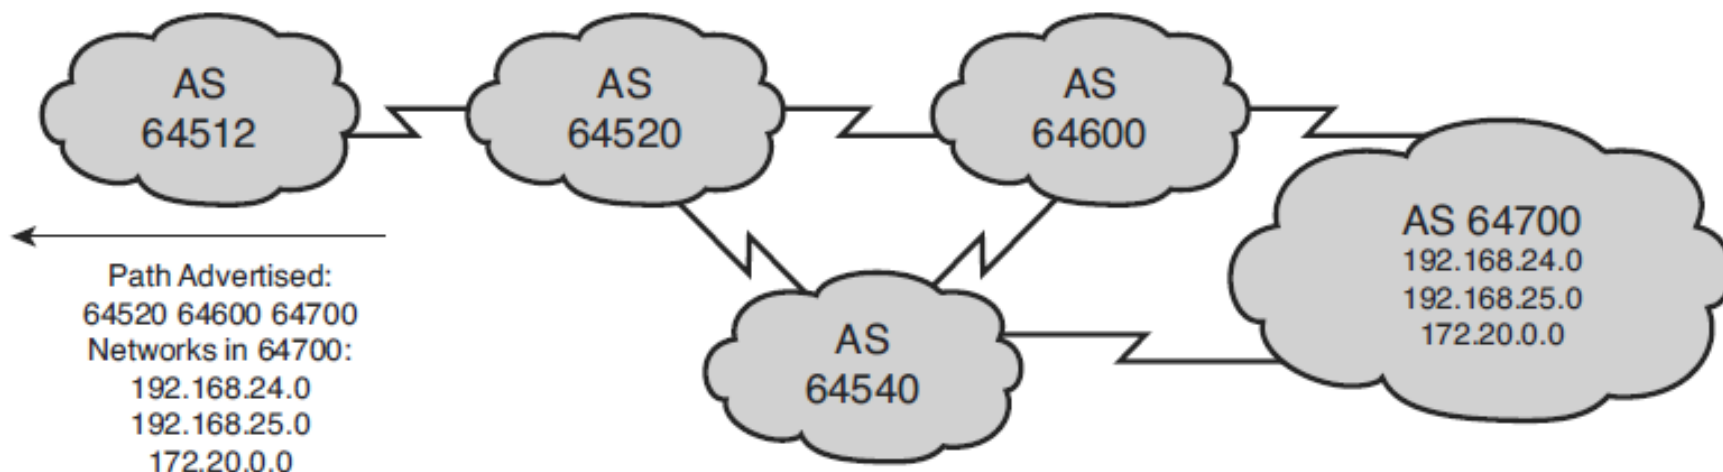 AS
64512
AS
64520
AS
64600
AS 64700
192.168.24.0
192.168.25.0
172.20.0.0
AS
64540
Path Advertised:
64520 64600 64700
Networks in 64700:
192.168.24.0
192.168.25.0
172.20.0.0